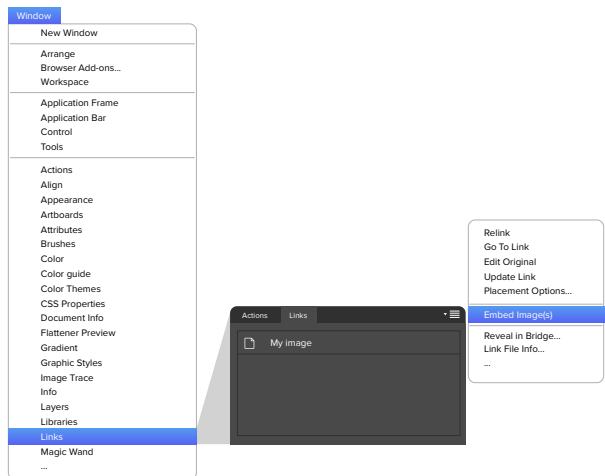 Window
New Window
Arrange
Browser Add-ons...
Workspace
Application Frame
Application Bar
Control
Tools
Actions
Align
Appearance
Artboards
Attributes
Brushes
Color
Color guide
Color Themes
CSS Properties
Document Info
Flattener Preview
Gradient
Graphic Styles
Image Trace
Info
Layers
Libraries
Links
Magic Wand
...
Actions Links
My image
Relink
Go To Link
Edit Original
Update Link
Placement Options...
Embed Image(s)
Reveal in Bridge...
Link File Info...
...